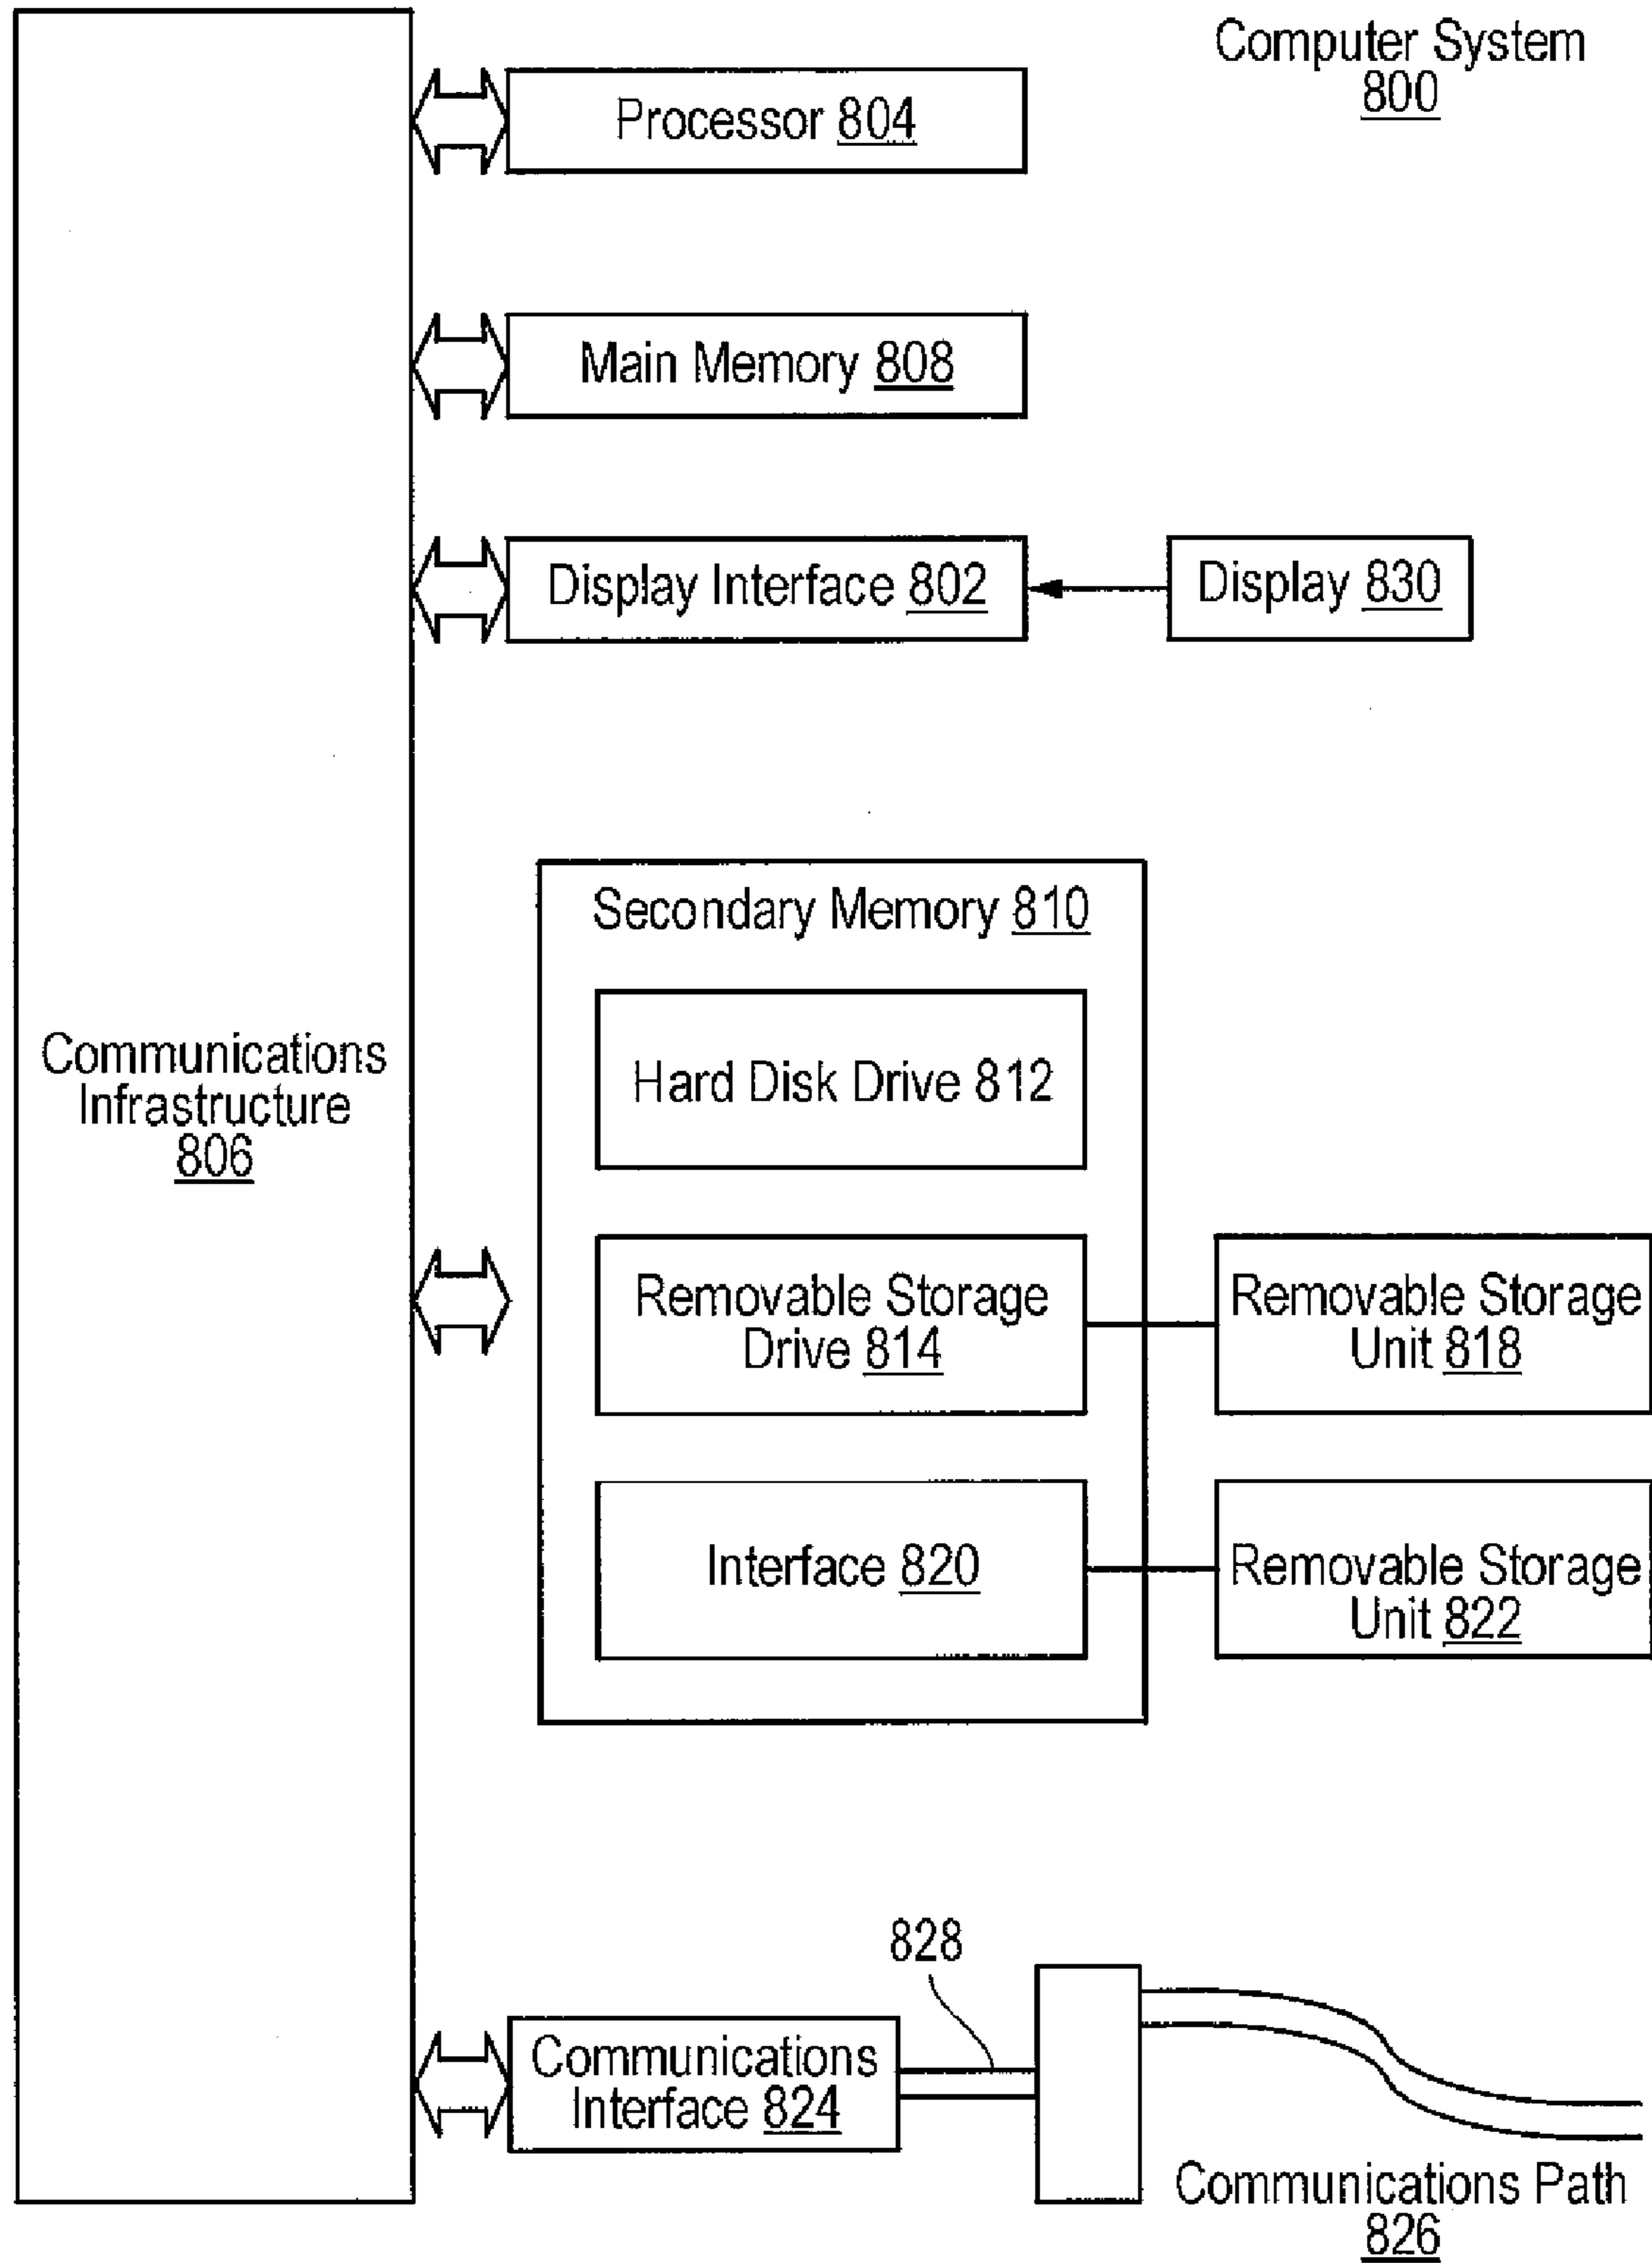 Computer System
800
Processor 804
Main Memory 808
Display Interface 802
Display 830
Secondary Memory 810
Hard Disk Drive 812
Communications
Infrastructure
806
Removable Storage
Drive 814
Removable Storage
Unit 818
Interface 820
Removable Storage
Unit 822
828
Communications
Interface 824
Communications Path
826